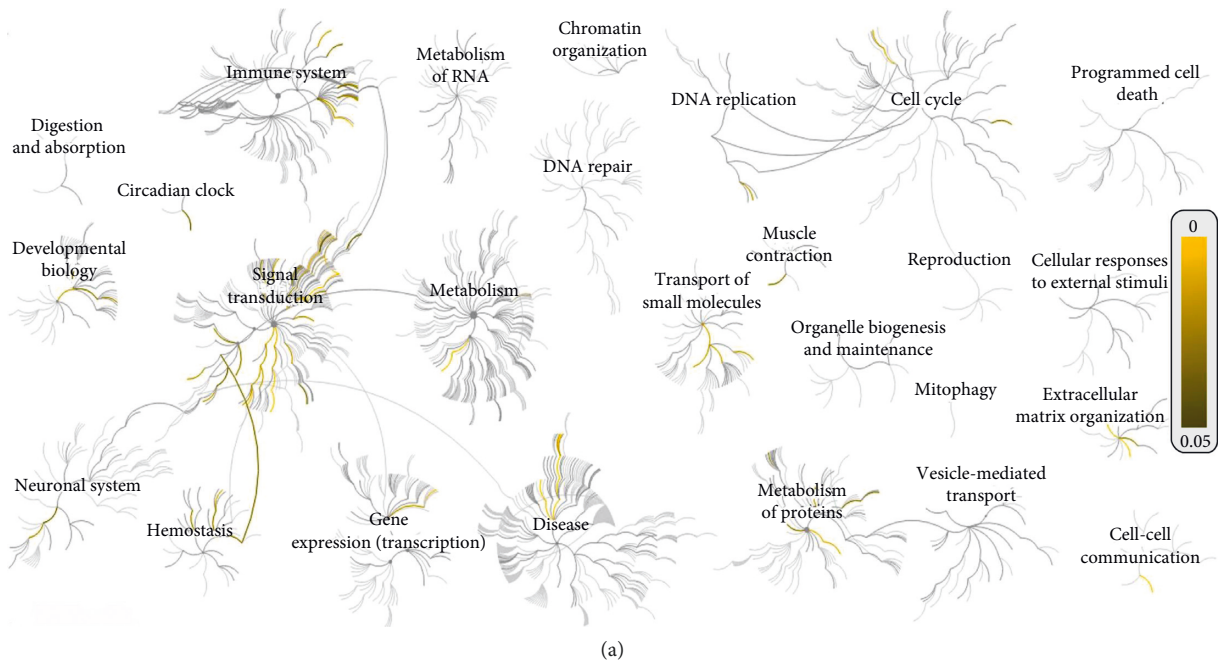 Chromatin
organization
Metabolism
of RNA
Immune system
DNA replication
Cell cycle
Programmed cell
death
Digestion
and absorption
DNA repair
Circadian clock
0
Developmental
biology
Signal
transduction
Metabolism
Muscle
contraction
Transport of
small molecules
Reproduction
Cellular responses
to external stimuli
Organelle biogenesis
and maintenance
Mitophagy
Extracellular
matrix organization
0.05
Neuronal system
Hemostasis
Gene
expression (transcription)
Disease
Metabolism
of proteins
Vesicle-mediated
transport
Cell-cell
communication
(a)